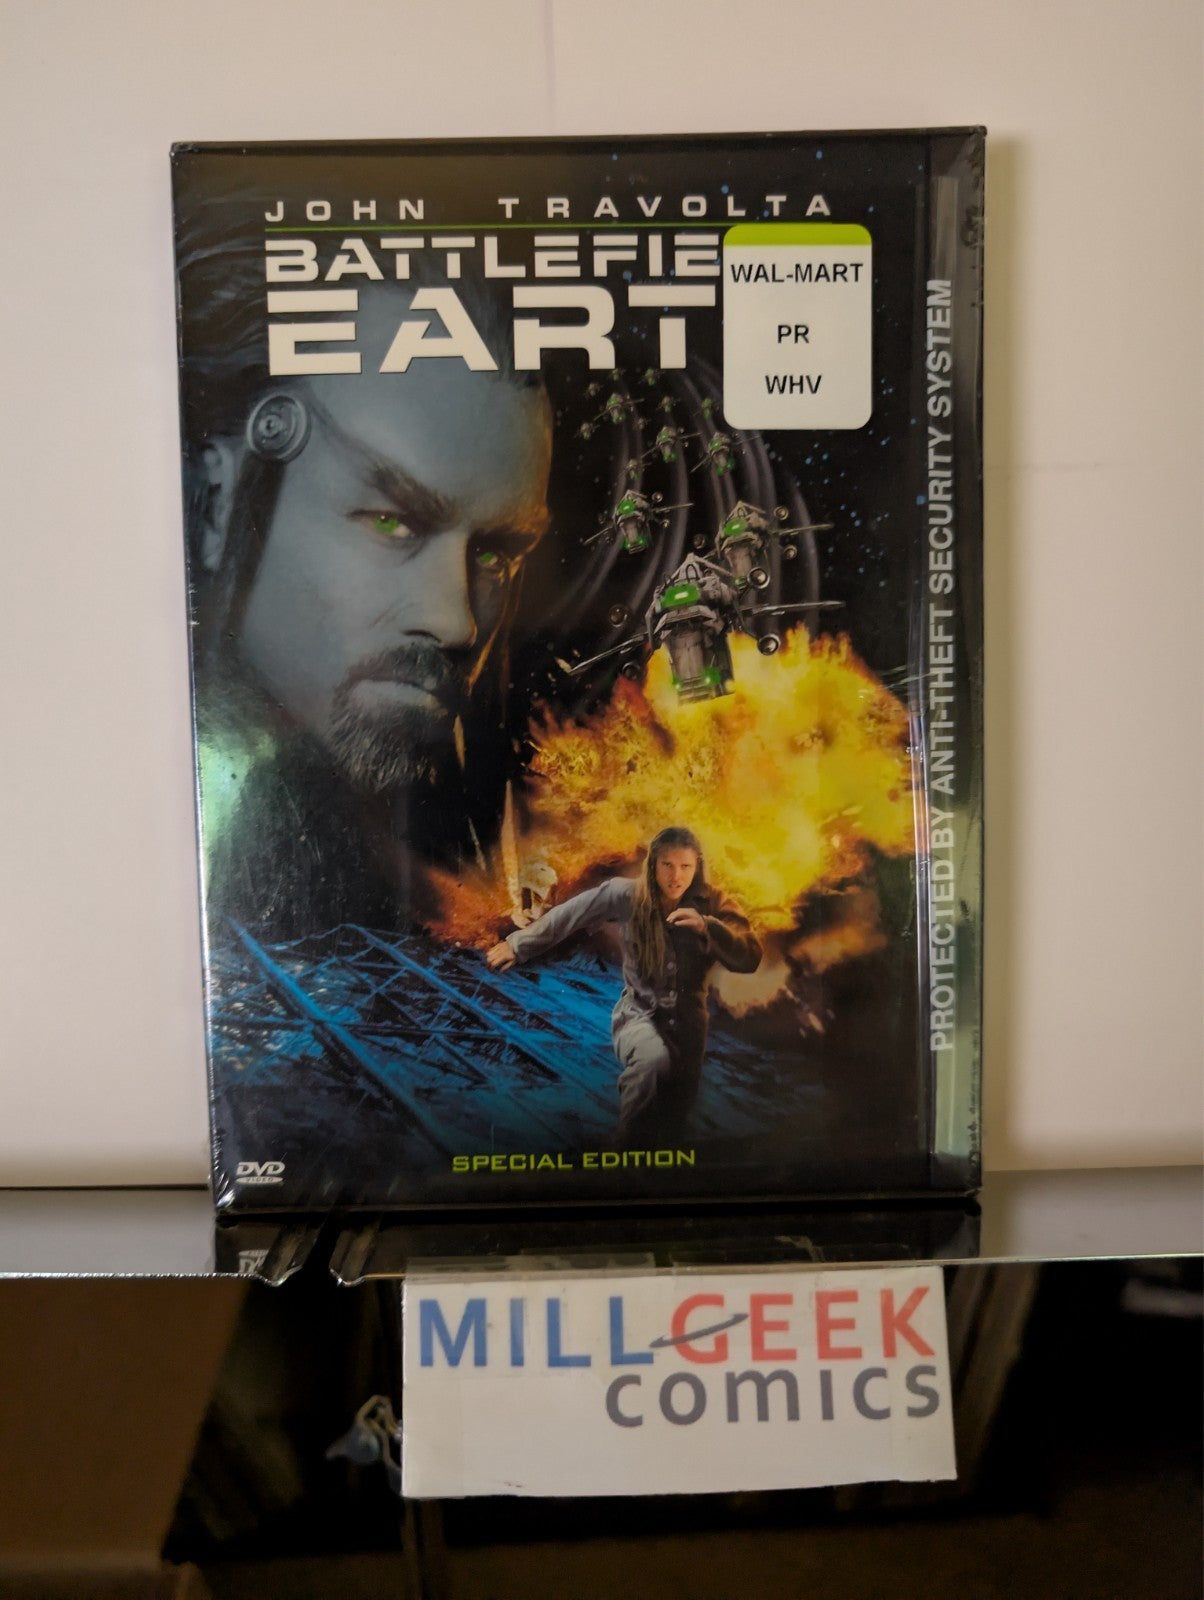 JOHN TRAVOLTA
BATTLEFIE
EART
WAL-MART
PR
WHV
PROTECTED BY ANTI-THEFT SECURITY SYSTEM
SPECIAL EDITION
DVD
VIDEO
MILLGEEK
comics